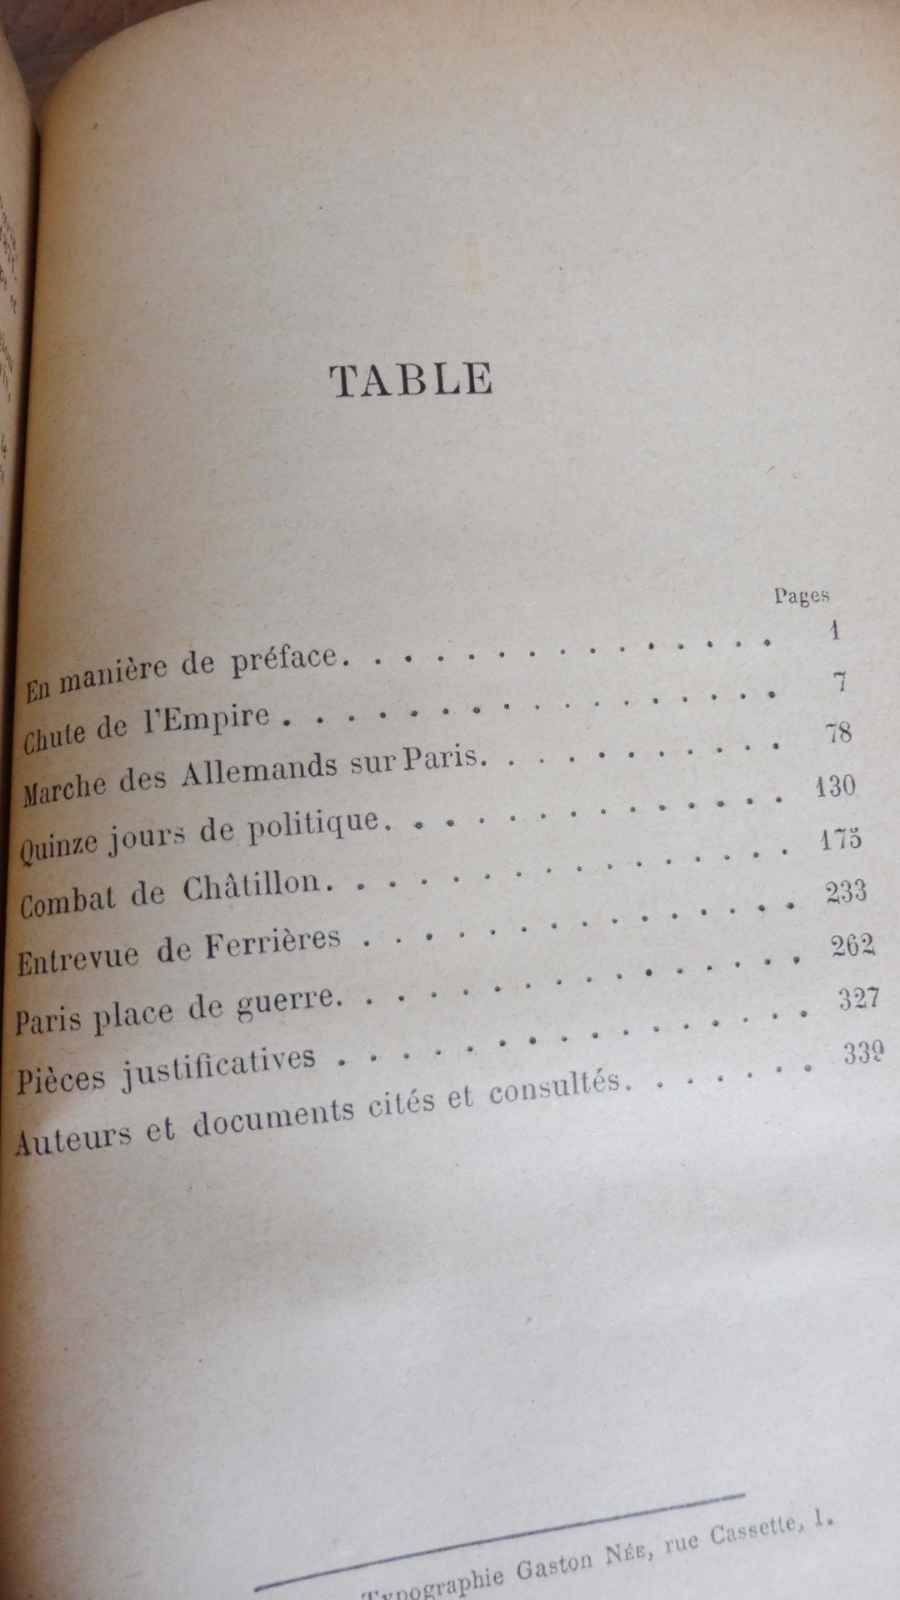 TABLE
Pages
En manière de préface. . . . . . . . . . . . . . . 1
Chute de l'Empire . . . . . . . . . . . . . . . . . 7
Marche des Allemands sur Paris. . . . . . . . . . . 78
Quinze jours de politique. . . . . . . . . . . . . . 130
Combat de Châtillon. . . . . . . . . . . . . . . . 175
Entrevue de Ferrières . . . . . . . . . . . . . . . 233
Paris place de guerre. . . . . . . . . . . . . . . . 262
Pièces justificatives . . . . . . . . . . . . . . . . 327
Auteurs et documents cités et consultés. . . . . . . 339
Typographie Gaston NÉE, rue Cassette, 1.